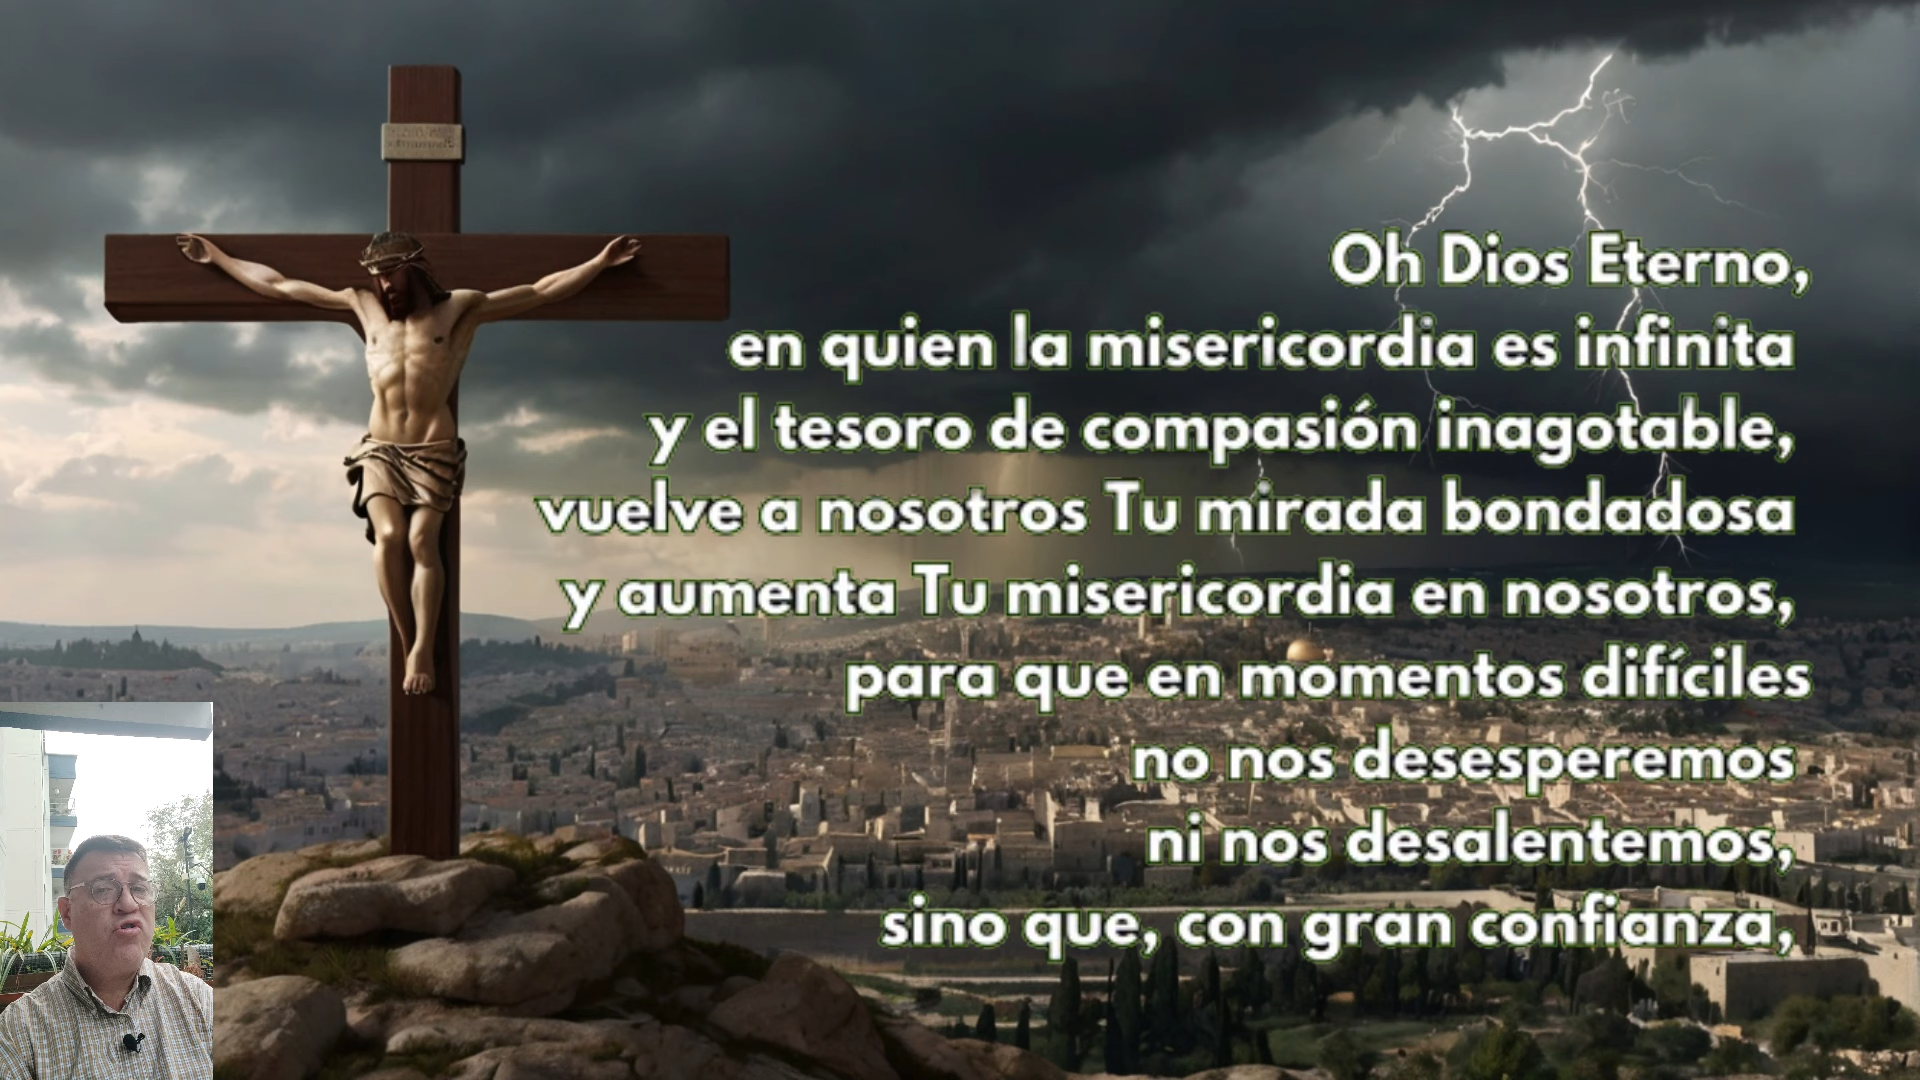 Oh Dios Eterno,
en quien la misericordia es infinita
y el tesoro de compasión inagotable,
vuelve a nosotros Tu mirada bondadosa
y aumenta Tu misericordia en nosotros,
para que en momentos difíciles
no nos desesperemos
ni nos desalentemos,
sino que, con gran confianza,